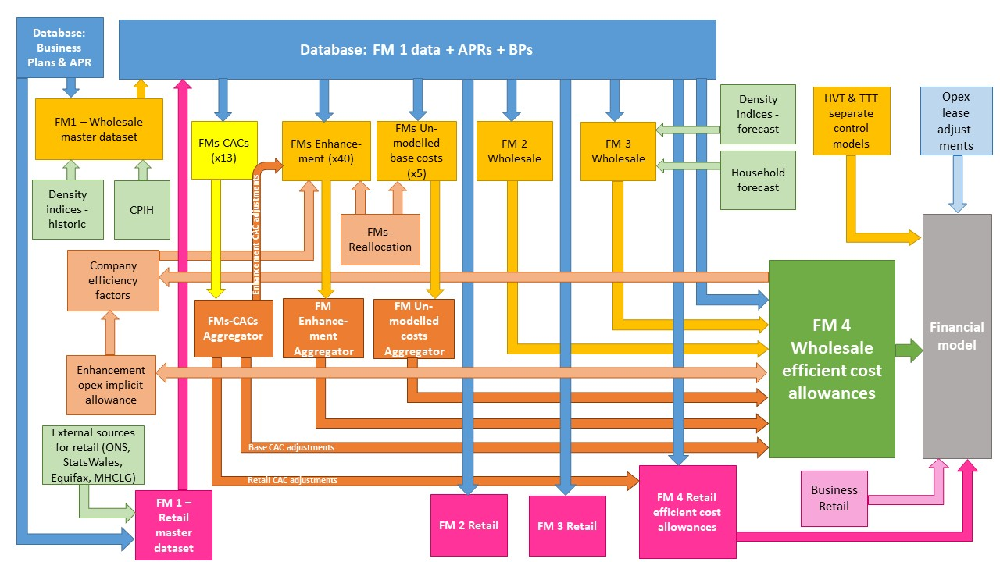 Database:
Business
Plans & APR
Database: FM 1 data + APRs + BPs
FM1 – Wholesale
master dataset
FMs CACs
(x13)
FMs Enhance-
ment (x40)
FMs Un-
modelled
base costs
(x5)
FM 2
Wholesale
FM 3
Wholesale
Density
indices -
forecast
HVT & TTT
separate
control
models
Opex
lease
adjust-
ments
Household
forecast
Density
indices -
historic
CPIH
Enhancement CAC adjustments
FMs-
Reallocation
Company
efficiency
factors
FMs-CACs
Aggregator
FM
Enhance-
ment
Aggregator
FM Un-
modelled
costs
Aggregator
FM 4
Wholesale
efficient cost
allowances
Financial
model
Enhancement
opex implicit
allowance
External sources
for retail (ONS,
StatsWales,
Equifax, MHCLG)
Base CAC adjustments
Retail CAC adjustments
FM 1 –
Retail
master
dataset
FM 2 Retail
FM 3 Retail
FM 4 Retail
efficient cost
allowances
Business
Retail